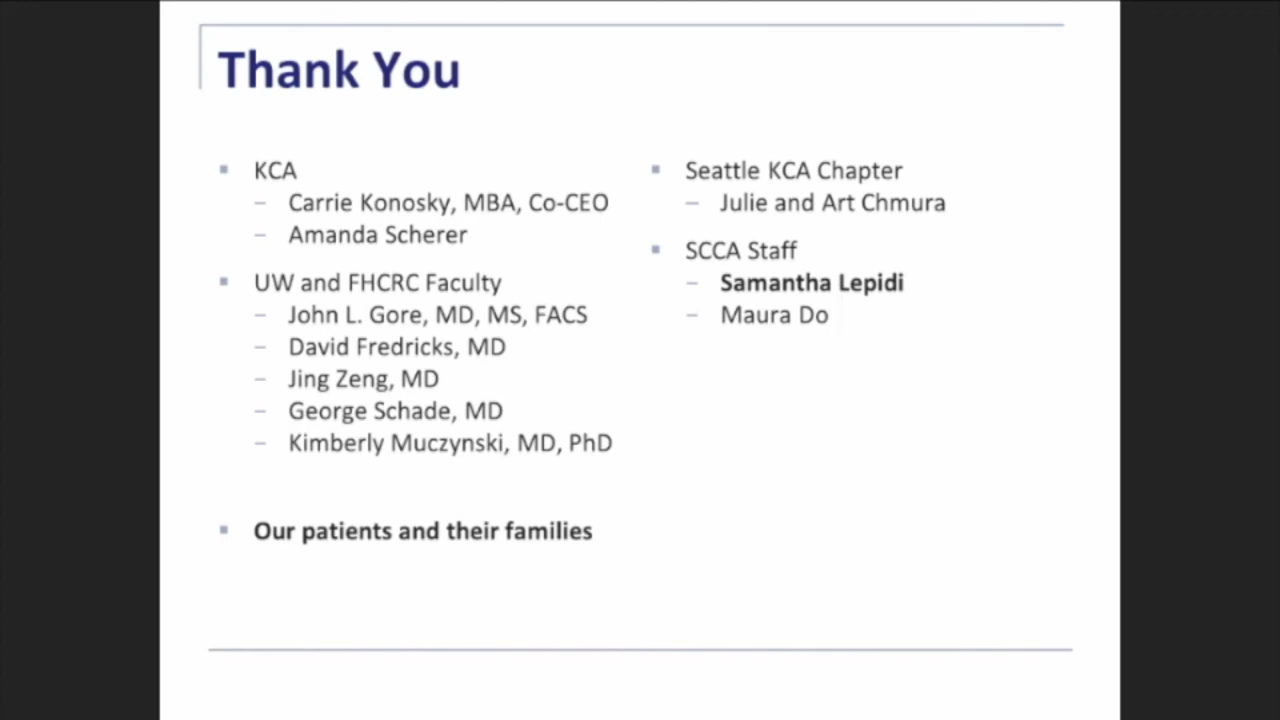 Thank You
KCA
– Carrie Konosky, MBA, Co-CEO
– Amanda Scherer
UW and FHCRC Faculty
– John L. Gore, MD, MS, FACS
– David Fredricks, MD
– Jing Zeng, MD
– George Schade, MD
– Kimberly Muczynski, MD, PhD
Our patients and their families
Seattle KCA Chapter
– Julie and Art Chmura
SCCA Staff
– Samantha Lepidi
– Maura Do